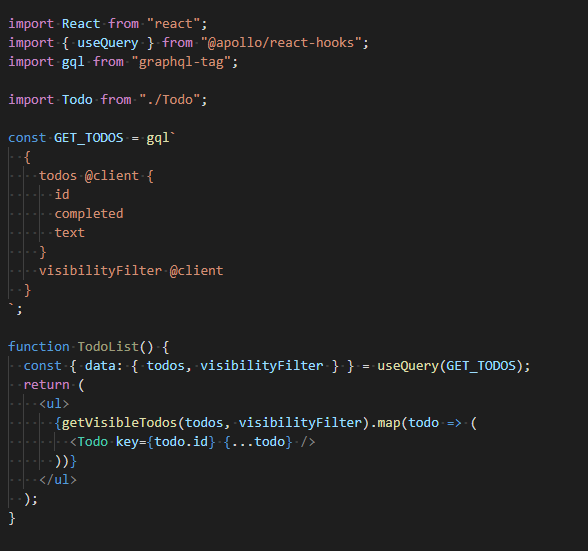 import React from "react";
import { useQuery } from "@apollo/react-hooks";
import gql from "graphql-tag";

import Todo from "./Todo";

const GET_TODOS = gql`
  {
    todos @client {
      id
      completed
      text
    }
    visibilityFilter @client
  }
`;

function TodoList() {
  const { data: { todos, visibilityFilter } } = useQuery(GET_TODOS);
  return (
    <ul>
      {getVisibleTodos(todos, visibilityFilter).map(todo => (
        <Todo key={todo.id} {...todo} />
      ))}
    </ul>
  );
}